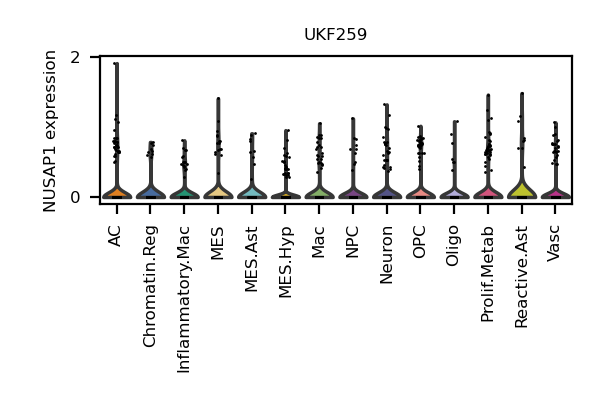 UKF259
NUSAP1 expression
2
0
AC
Chromatin.Reg
Inflammatory.Mac
MES
MES.Ast
MES.Hyp
Mac
NPC
Neuron
OPC
Oligo
Prolif.Metab
Reactive.Ast
Vasc